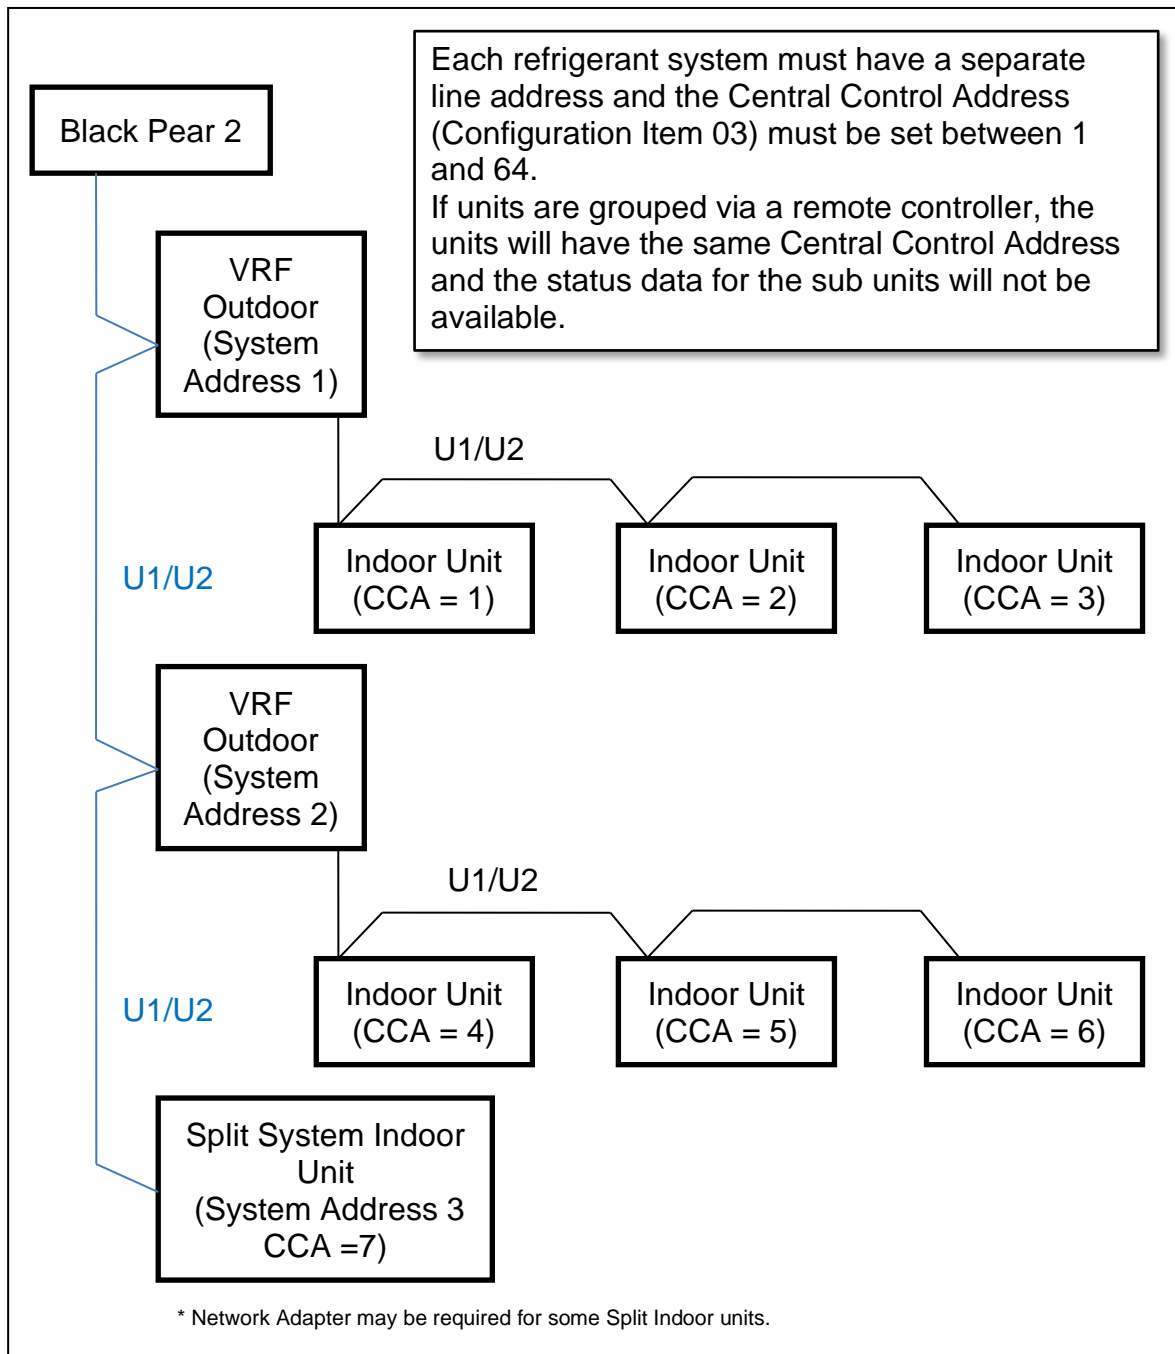 Black Pear 2
Each refrigerant system must have a separate
line address and the Central Control Address
(Configuration Item 03) must be set between 1
and 64.
If units are grouped via a remote controller, the
units will have the same Central Control Address
and the status data for the sub units will not be
available.
VRF
Outdoor
(System
Address 1)
U1/U2
Indoor Unit
(CCA = 1)
Indoor Unit
(CCA = 2)
Indoor Unit
(CCA = 3)
U1/U2
VRF
Outdoor
(System
Address 2)
U1/U2
Indoor Unit
(CCA = 4)
Indoor Unit
(CCA = 5)
Indoor Unit
(CCA = 6)
U1/U2
Split System Indoor
Unit
(System Address 3
CCA =7)
* Network Adapter may be required for some Split Indoor units.